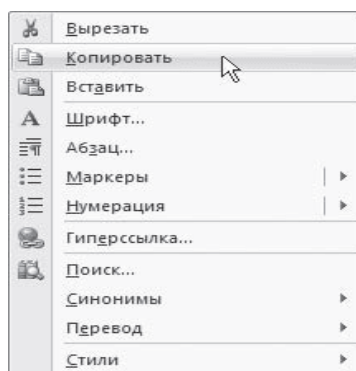 Вырезать
Копировать
Вставить
Шрифт...
Абзац...
Маркеры
Нумерация
Гиперссылка...
Поиск...
Синонимы
Перевод
Стили